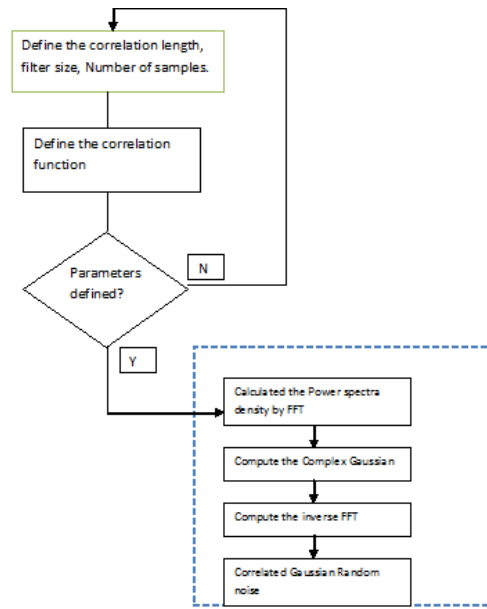 Define the correlation length,
filter size, Number of samples.
Define the correlation
function
Parameters
defined?
N
Y
Calculated the Power spectra
density by FFT
Compute the Complex Gaussian
Compute the inverse FFT
Correlated Gaussian Random
noise